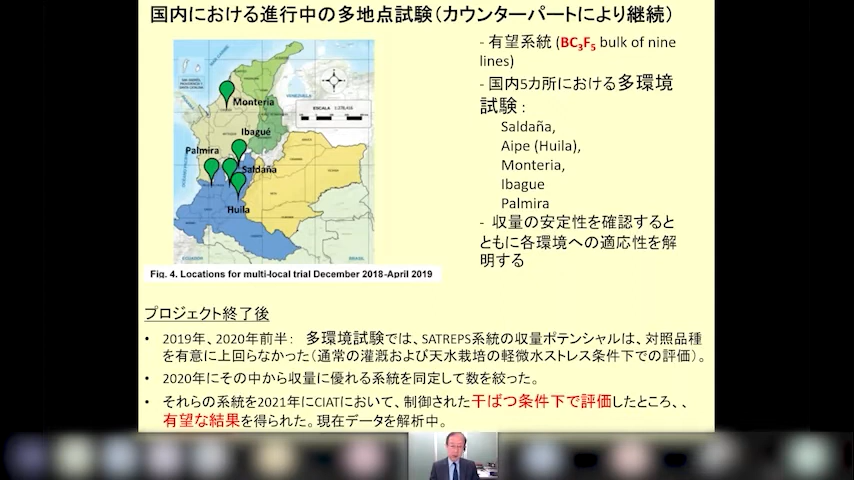 国内における進行中の多地点試験（カウンターパートにより継続）
- 有望系統 (BC3F5 bulk of nine
lines)
- 国内5カ所における多環境
試験：
Saldaña,
Aipe (Huila),
Monteria,
Ibague
Palmira
- 収量の安定性を確認すると
ともに各環境への適応性を解
明する
Monteria
Ibagué
Palmira
Saldaña
Huila
VENEZUELA
BRASIL
Fig. 4. Locations for multi-local trial December 2018-April 2019
プロジェクト終了後
• 2019年、2020年前半： 多環境試験では、SATREPS系統の収量ポテンシャルは、対照品種
を有意に上回らなかった（通常の灌漑および天水栽培の軽微水ストレス条件下での評価）。
• 2020年にその中から収量に優れる系統を同定して数を絞った。
• それらの系統を2021年にCIATにおいて、制御された干ばつ条件下で評価したところ、、
有望な結果を得られた。現在データを解析中。